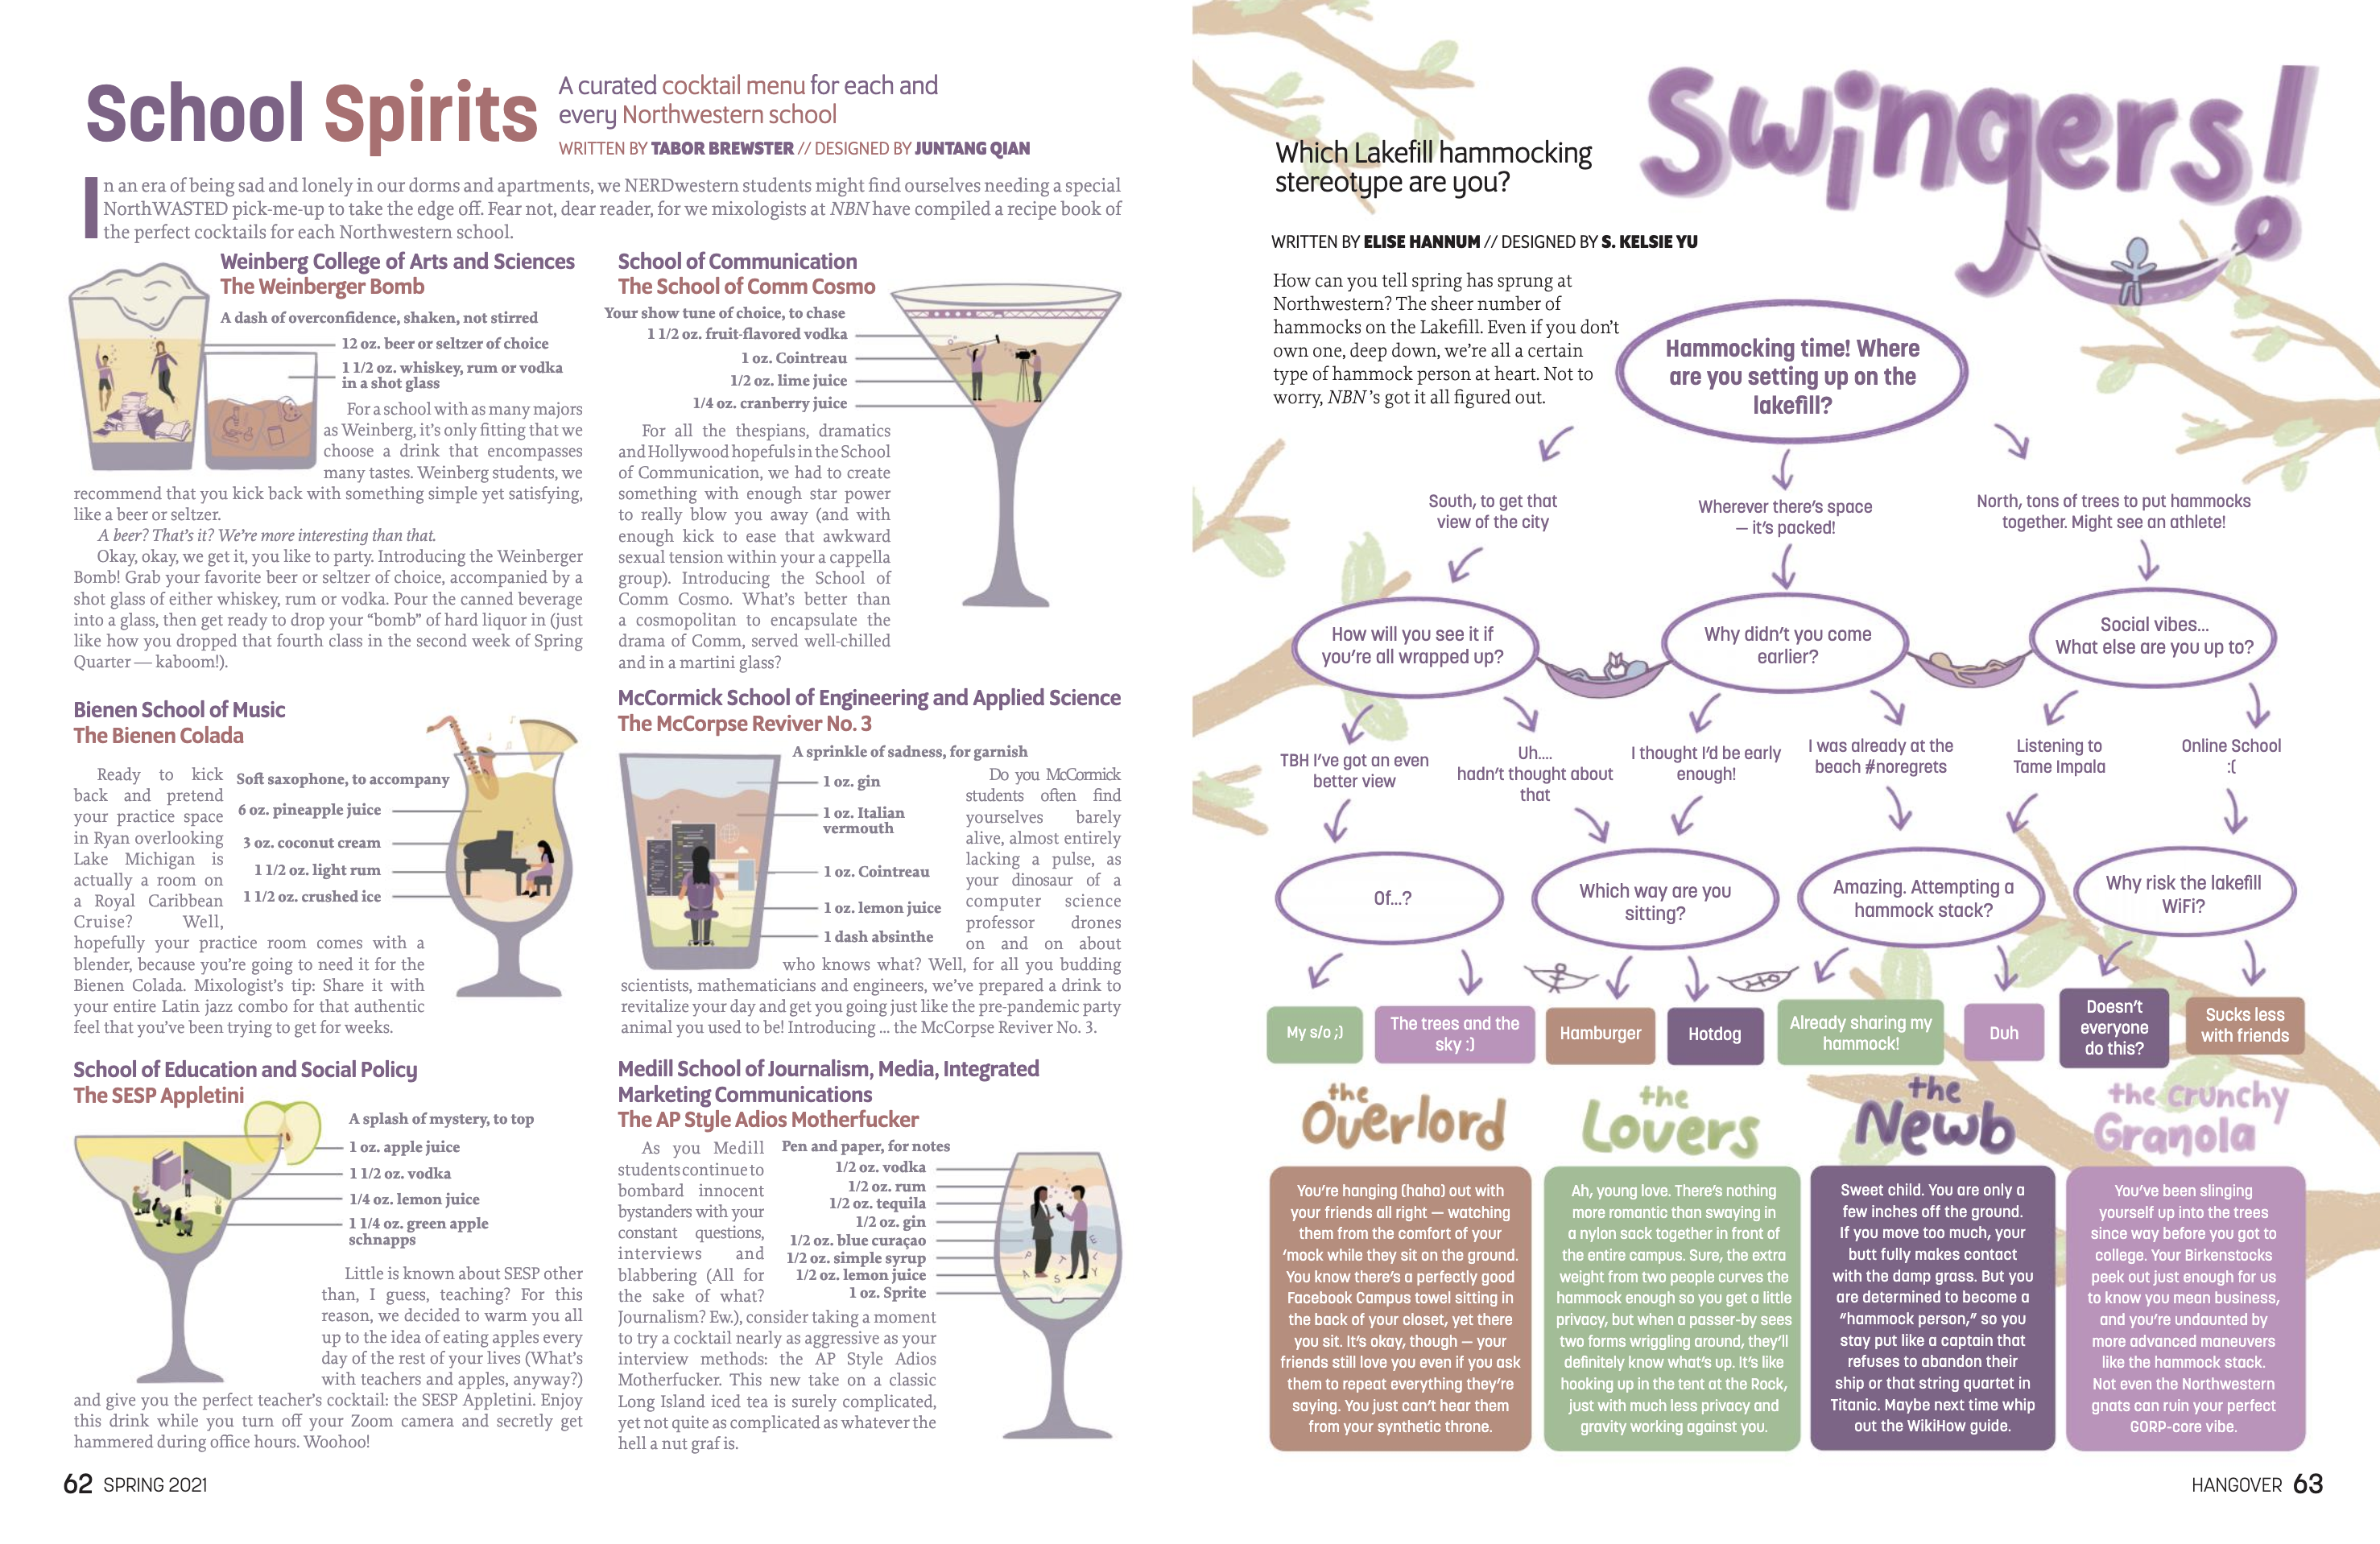 School Spirits
A curated cocktail menu for each and
every Northwestern school
WRITTEN BY TABOR BREWSTER // DESIGNED BY JUNTANG QIAN
In an era of being sad and lonely in our dorms and apartments, we NERDwestern students might find ourselves needing a special
NorthWASTED pick-me-up to take the edge off. Fear not, dear reader, for we mixologists at NBN have compiled a recipe book of
the perfect cocktails for each Northwestern school.
Weinberg College of Arts and Sciences
The Weinberger Bomb
A dash of overconfidence, shaken, not stirred
12 oz. beer or seltzer of choice
1 1/2 oz. whiskey, rum or vodka
in a shot glass
For a school with as many majors
as Weinberg, it's only fitting that we
choose a drink that encompasses
many tastes. Weinberg students, we
recommend that you kick back with something simple yet satisfying,
like a beer or seltzer.
A beer? That's it? We're more interesting than that.
Okay, okay, we get it, you like to party. Introducing the Weinberger
Bomb! Grab your favorite beer or seltzer of choice, accompanied by a
shot glass of either whiskey, rum or vodka. Pour the canned beverage
into a glass, then get ready to drop your “bomb” of hard liquor in (just
like how you dropped that fourth class in the second week of Spring
Quarter — kaboom!).
Bienen School of Music
The Bienen Colada
Soft saxophone, to accompany
6 oz. pineapple juice
3 oz. coconut cream
1 1/2 oz. light rum
1 1/2 oz. crushed ice
Ready to kick
back and pretend
your practice space
in Ryan overlooking
Lake Michigan is
actually a room on
a Royal Caribbean
Cruise? Well,
hopefully your practice room comes with a
blender, because you're going to need it for the
Bienen Colada. Mixologist's tip: Share it with
your entire Latin jazz combo for that authentic
feel that you've been trying to get for weeks.
School of Education and Social Policy
The SESP Appletini
A splash of mystery, to top
1 oz. apple juice
1 1/2 oz. vodka
1/4 oz. lemon juice
1 1/4 oz. green apple
schnapps
Little is known about SESP other
than, I guess, teaching? For this
reason, we decided to warm you all
up to the idea of eating apples every
day of the rest of your lives (What's
with teachers and apples, anyway?)
and give you the perfect teacher's cocktail: the SESP Appletini. Enjoy
this drink while you turn off your Zoom camera and secretly get
hammered during office hours. Woohoo!
School of Communication
The School of Comm Cosmo
Your show tune of choice, to chase
1 1/2 oz. fruit-flavored vodka
1 oz. Cointreau
1/2 oz. lime juice
1/4 oz. cranberry juice
For all the thespians, dramatics
and Hollywood hopefuls in the School
of Communication, we had to create
something with enough star power
to really blow you away (and with
enough kick to ease that awkward
sexual tension within your a cappella
group). Introducing the School of
Comm Cosmo. What's better than
a cosmopolitan to encapsulate the
drama of Comm, served well-chilled
and in a martini glass?
McCormick School of Engineering and Applied Science
The McCorpse Reviver No. 3
A sprinkle of sadness, for garnish
1 oz. gin
1 oz. Italian
vermouth
1 oz. Cointreau
1 oz. lemon juice
1 dash absinthe
Do you McCormick
students often find
yourselves barely
alive, almost entirely
lacking a pulse, as
your dinosaur of a
computer science
professor drones
on and on about
who knows what? Well, for all you budding
scientists, mathematicians and engineers, we've prepared a drink to
revitalize your day and get you going just like the pre-pandemic party
animal you used to be! Introducing ... the McCorpse Reviver No. 3.
Medill School of Journalism, Media, Integrated
Marketing Communications
The AP Style Adios Motherfucker
Pen and paper, for notes
1/2 oz. vodka
1/2 oz. rum
1/2 oz. tequila
1/2 oz. gin
1/2 oz. blue curaçao
1/2 oz. simple syrup
1/2 oz. lemon juice
1 oz. Sprite
As you Medill
students continue to
bombard innocent
bystanders with your
constant questions,
interviews and
blabbering (All for
the sake of what?
Journalism? Ew.), consider taking a moment
to try a cocktail nearly as aggressive as your
interview methods: the AP Style Adios
Motherfucker. This new take on a classic
Long Island iced tea is surely complicated,
yet not quite as complicated as whatever the
hell a nut graf is.
62 SPRING 2021
Swingers!
Which Lakefill hammocking
stereotype are you?
WRITTEN BY ELISE HANNUM // DESIGNED BY S. KELSIE YU
How can you tell spring has sprung at
Northwestern? The sheer number of
hammocks on the Lakefill. Even if you don't
own one, deep down, we're all a certain
type of hammock person at heart. Not to
worry, NBN's got it all figured out.
Hammocking time! Where
are you setting up on the
lakefill?
South, to get that
view of the city
Wherever there's space
— it's packed!
North, tons of trees to put hammocks
together. Might see an athlete!
How will you see it if
you're all wrapped up?
Why didn't you come
earlier?
Social vibes...
What else are you up to?
TBH I've got an even
better view
Uh....
hadn't thought about
that
I thought I'd be early
enough!
I was already at the
beach #noregrets
Listening to
Tame Impala
Online School
:(
Of...?
Which way are you
sitting?
Amazing. Attempting a
hammock stack?
Why risk the lakefill
WiFi?
My s/o ;)
The trees and the
sky :)
Hamburger
Hotdog
Already sharing my
hammock!
Duh
Doesn't
everyone
do this?
Sucks less
with friends
the
Overlord
You're hanging (haha) out with
your friends all right — watching
them from the comfort of your
'mock while they sit on the ground.
You know there's a perfectly good
Facebook Campus towel sitting in
the back of your closet, yet there
you sit. It's okay, though — your
friends still love you even if you ask
them to repeat everything they're
saying. You just can't hear them
from your synthetic throne.
the
Lovers
Ah, young love. There's nothing
more romantic than swaying in
a nylon sack together in front of
the entire campus. Sure, the extra
weight from two people curves the
hammock enough so you get a little
privacy, but when a passer-by sees
two forms wriggling around, they'll
definitely know what's up. It's like
hooking up in the tent at the Rock,
just with much less privacy and
gravity working against you.
the
Newb
Sweet child. You are only a
few inches off the ground.
If you move too much, your
butt fully makes contact
with the damp grass. But you
are determined to become a
“hammock person,” so you
stay put like a captain that
refuses to abandon their
ship or that string quartet in
Titanic. Maybe next time whip
out the WikiHow guide.
the crunchy
Granola
You've been slinging
yourself up into the trees
since way before you got to
college. Your Birkenstocks
peek out just enough for us
to know you mean business,
and you're undaunted by
more advanced maneuvers
like the hammock stack.
Not even the Northwestern
gnats can ruin your perfect
GORP-core vibe.
HANGOVER 63